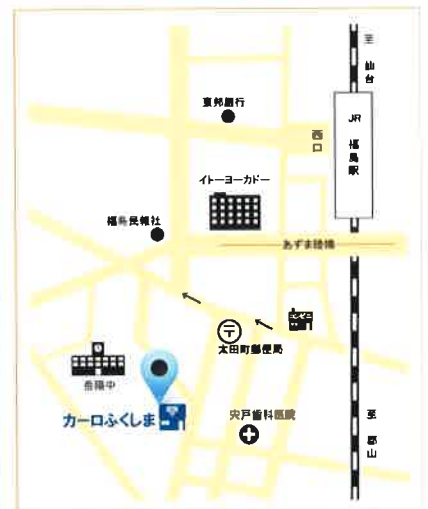 至
仙台
東邦銀行
西口
JR
福島駅
イトーヨーカドー
福島民報社
あずま陸橋
コンビニ
〒
太田町郵便局
岳陽中
カーロふくしま
宍戸歯科医院
至
郡山